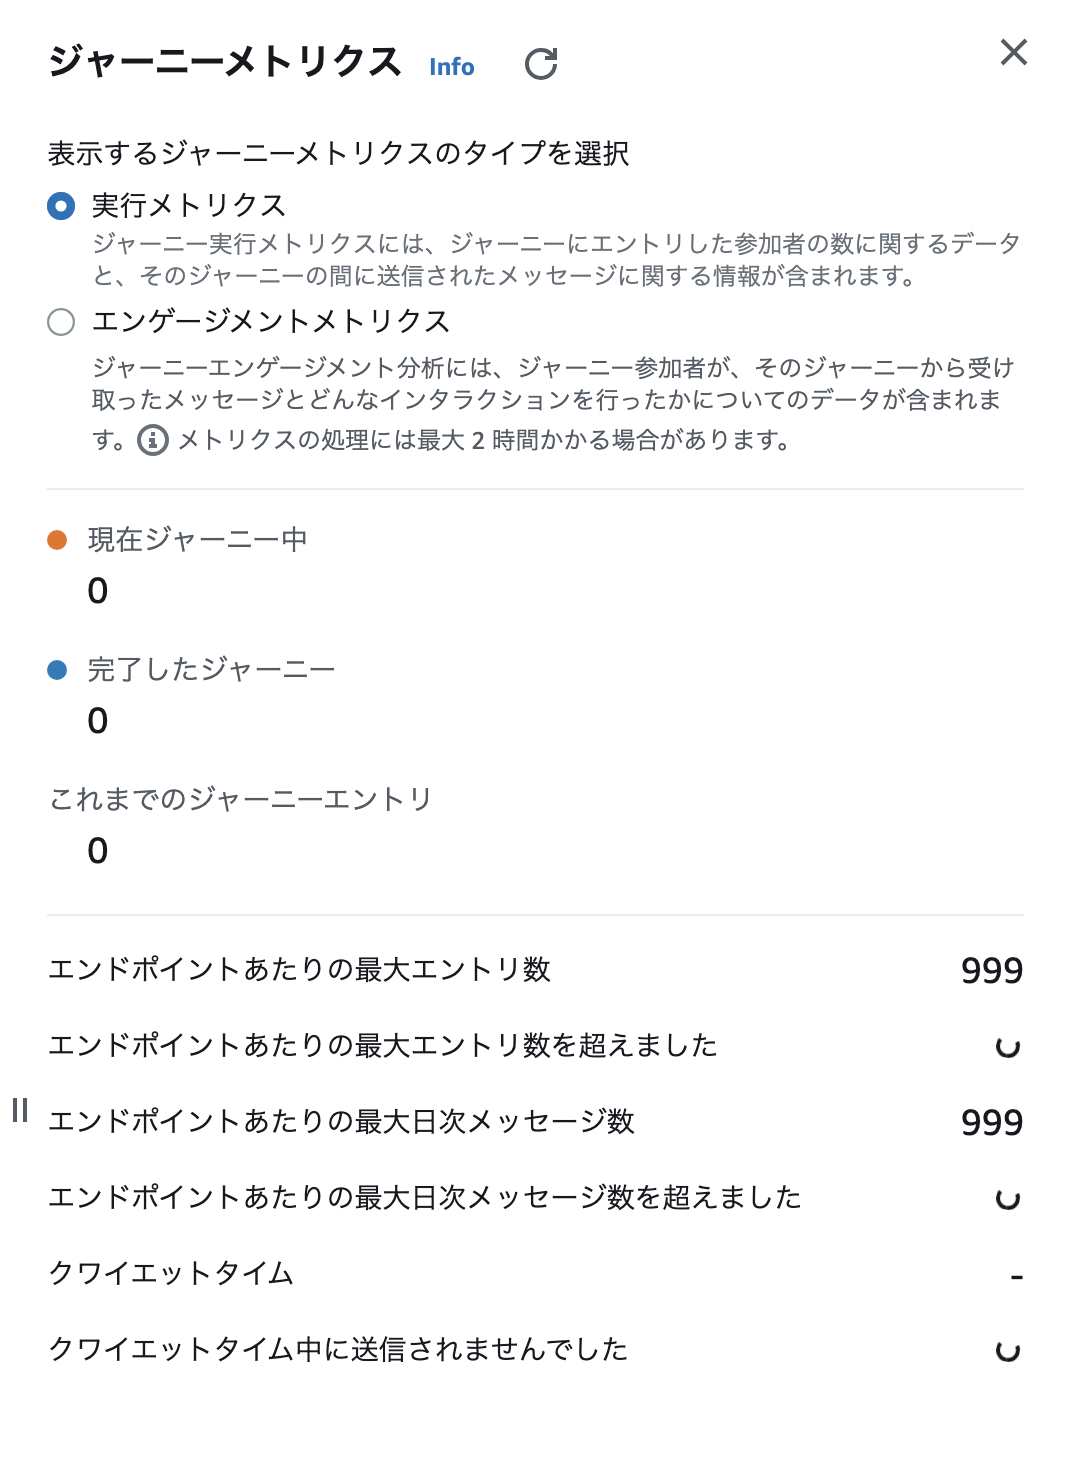 ジャーニーメトリクス Info
表示するジャーニーメトリクスのタイプを選択
実行メトリクス
ジャーニー実行メトリクスには、ジャーニーにエントリした参加者の数に関するデータ
と、そのジャーニーの間に送信されたメッセージに関する情報が含まれます。
エンゲージメントメトリクス
ジャーニーエンゲージメント分析には、ジャーニー参加者が、そのジャーニーから受け
取ったメッセージとどんなインタラクションを行ったかについてのデータが含まれま
す。 メトリクスの処理には最大 2 時間かかる場合があります。
現在ジャーニー中
0
完了したジャーニー
0
これまでのジャーニーエントリ
0
エンドポイントあたりの最大エントリ数 999
エンドポイントあたりの最大エントリ数を超えました
エンドポイントあたりの最大日次メッセージ数 999
エンドポイントあたりの最大日次メッセージ数を超えました
クワイエットタイム -
クワイエットタイム中に送信されませんでした